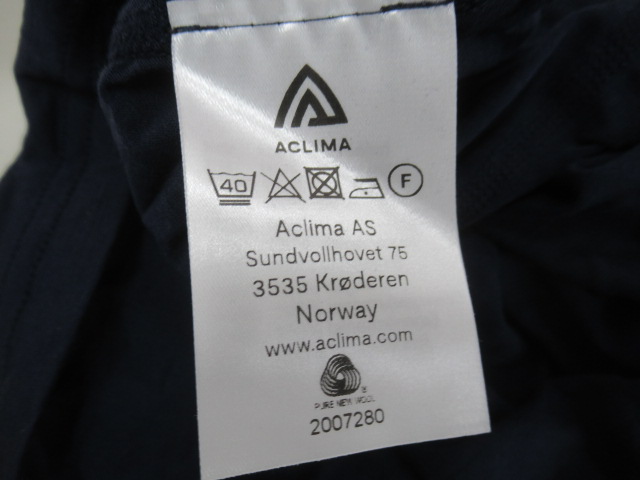 ACLIMA
40 F
Aclima AS
Sundvollhovet 75
3535 Krøderen
Norway
www.aclima.com
®
PURE NEW WOOL
2007280